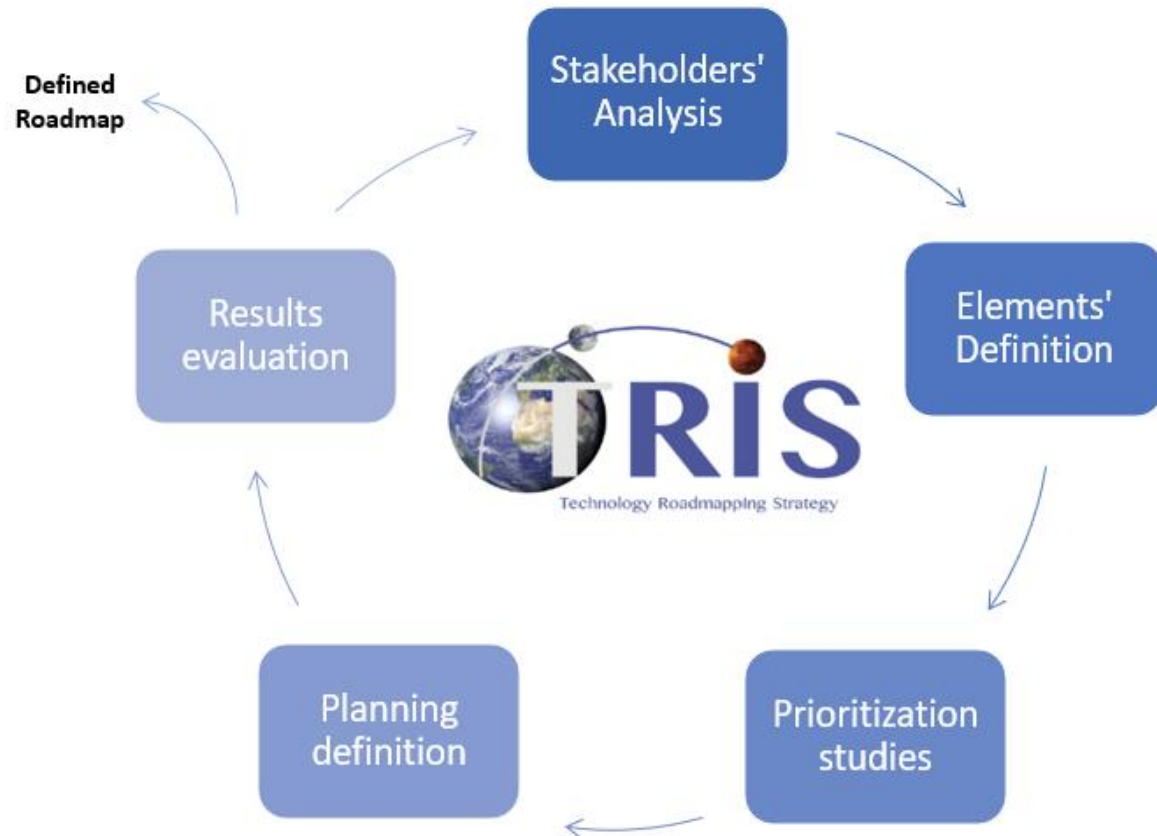 Defined
Roadmap
Stakeholders'
Analysis
Elements'
Definition
Prioritization
studies
Planning
definition
Results
evaluation
TRIS
Technology Roadmapping Strategy